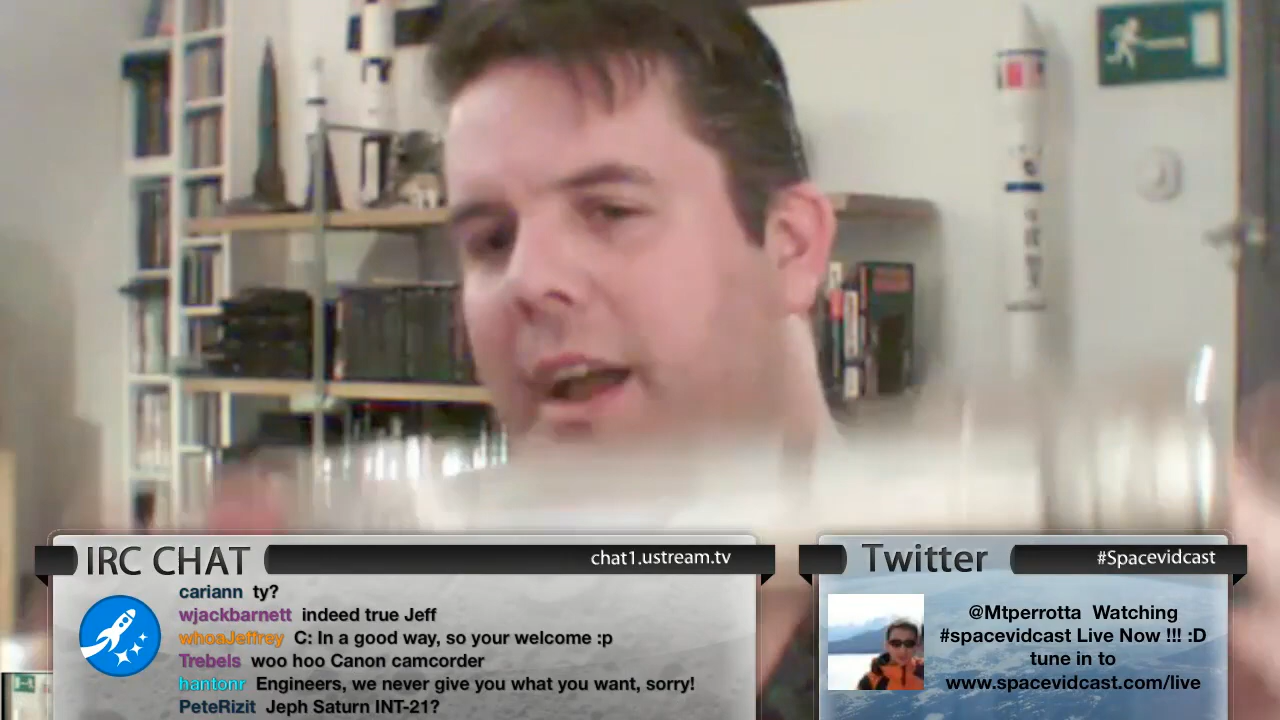 IRC CHAT
chat1.ustream.tv
cariann ty?
wjackbarnett indeed true Jeff
whoaJeffrey C: In a good way, so your welcome :p
Trebels woo hoo Canon camcorder
hantonr Engineers, we never give you what you want, sorry!
PeteRizit Jeph Saturn INT-21?
Twitter
#Spacevidcast
@Mtperrotta Watching
#spacevidcast Live Now !!! :D
tune in to
www.spacevidcast.com/live